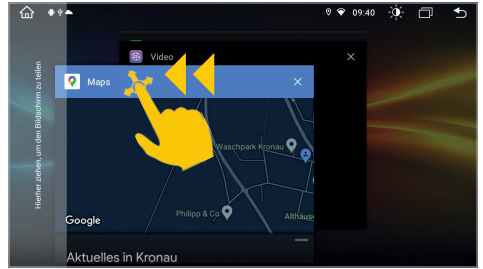 09:40
Video
Maps
Hierher ziehen, um den Bildschirm zu teilen
Waschpark Kronau
Philipp & Co
Althäus
Google
Aktuelles in Kronau